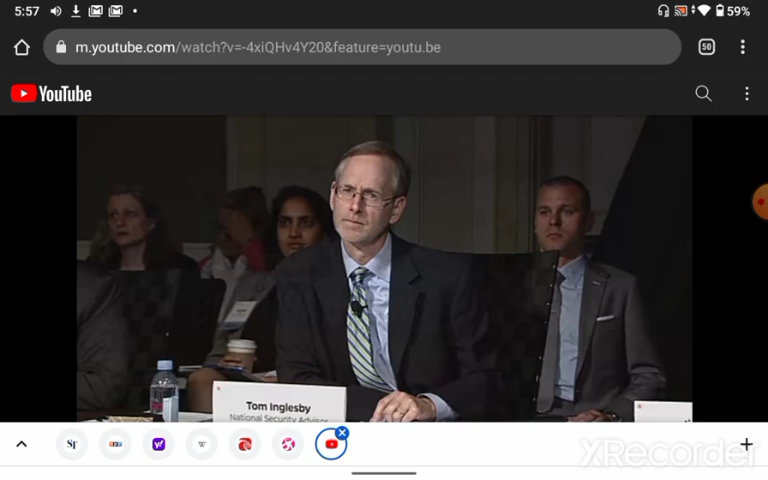 5:57
59%
m.youtube.com/watch?v=-4xiQHv4Y20&feature=youtu.be
50
YouTube
Tom Inglesby
National Security Advisor
XRecorder